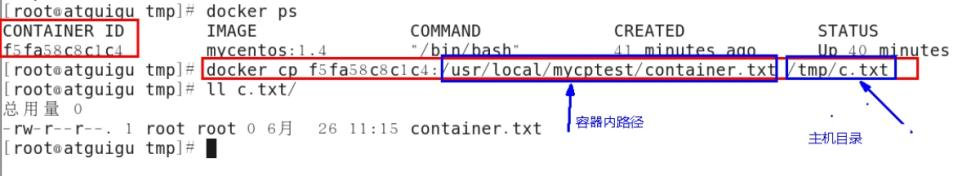 [root@atguigu tmp]# docker ps
CONTAINER ID IMAGE COMMAND CREATED STATUS
f5fa58c8c1c4 mycentos:1.4 "/bin/bash" 41 minutes ago Up 40 minutes
[root@atguigu tmp]# docker cp f5fa58c8c1c4:/usr/local/mycptest/container.txt /tmp/c.txt
[root@atguigu tmp]# ll c.txt/
总用量 0
-rw-r--r--. 1 root root 0 6月 26 11:15 container.txt
容器内路径
主机目录
[root@atguigu tmp]#